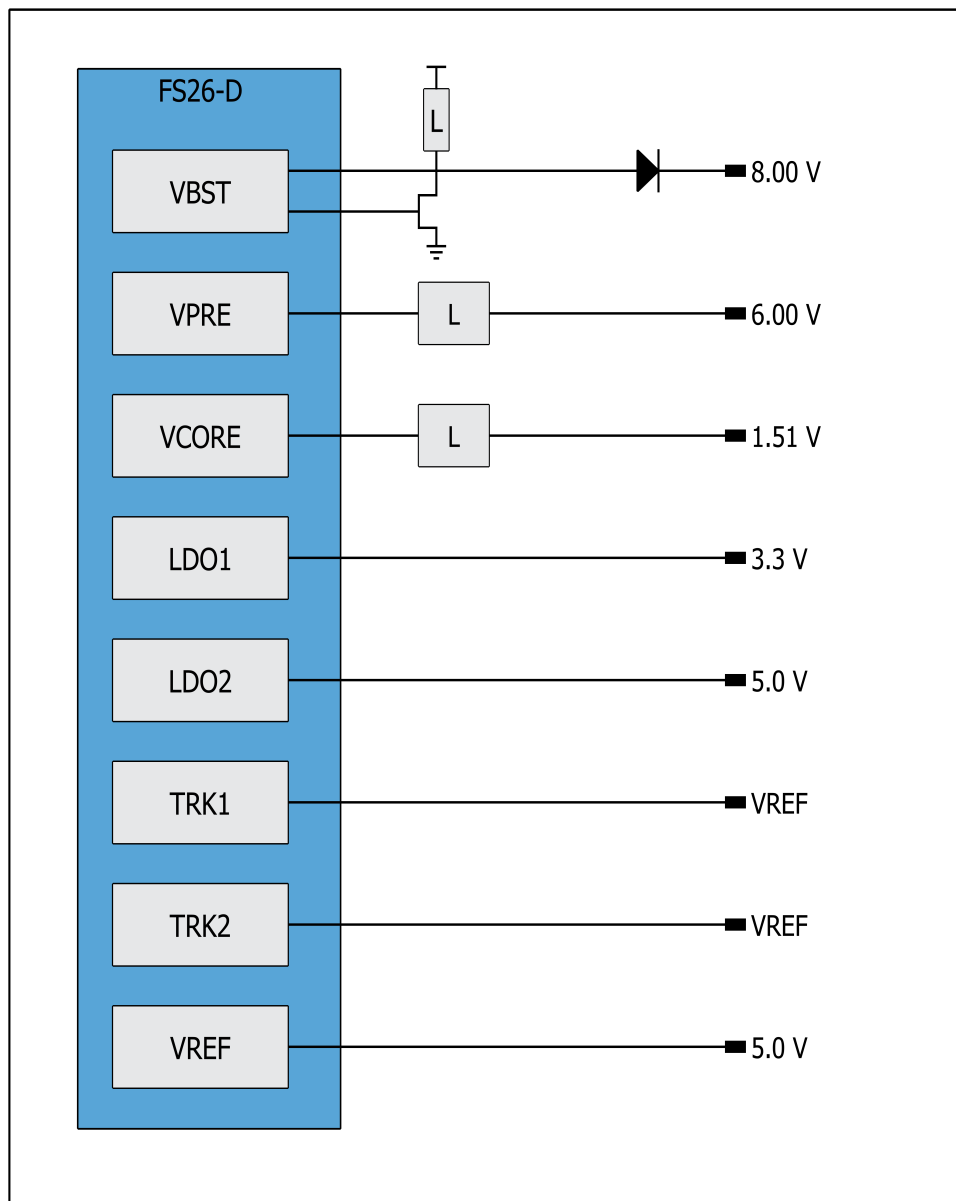 FS26-D
L
VBST
8.00 V
VPRE
L
6.00 V
VCORE
L
1.51 V
LDO1
3.3 V
LDO2
5.0 V
TRK1
VREF
TRK2
VREF
VREF
5.0 V